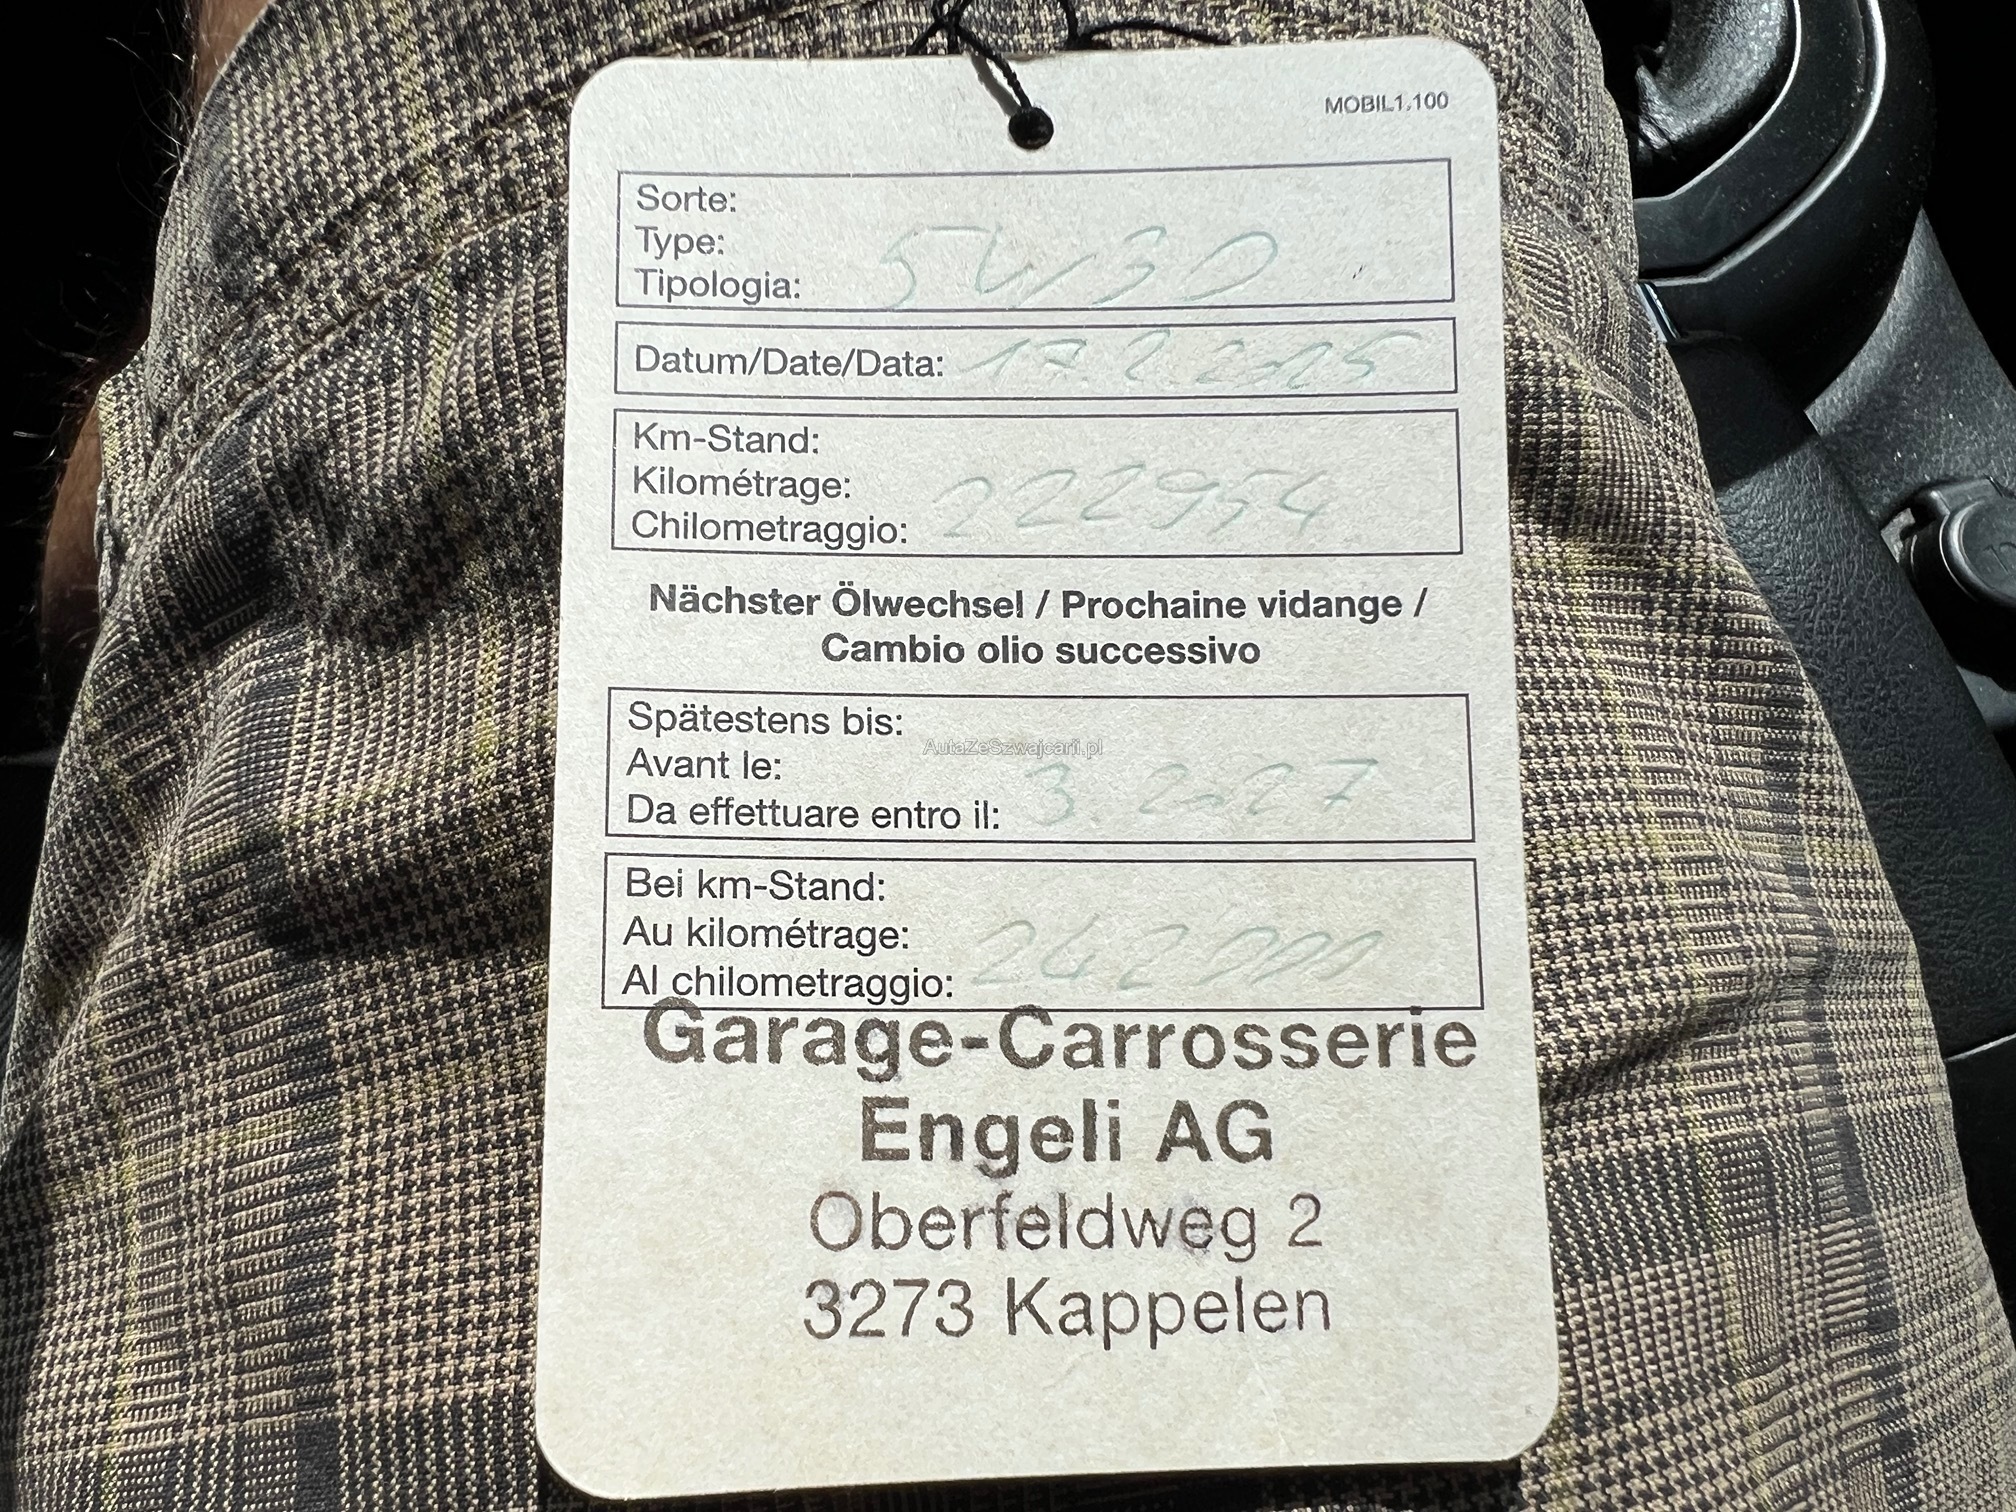 MOBIL1.100
Sorte:
Type:
Tipologia: 5W30
Datum/Date/Data: 17.2.2025
Km-Stand:
Kilométrage:
Chilometraggio: 222954
Nächster Ölwechsel / Prochaine vidange /
Cambio olio successivo
Spätestens bis:
AutaZeSzwajcarii.pl
Avant le:
Da effettuare entro il: 3.2.27
Bei km-Stand:
Au kilométrage:
Al chilometraggio: 242000
Garage-Carrosserie
Engeli AG
Oberfeldweg 2
3273 Kappelen